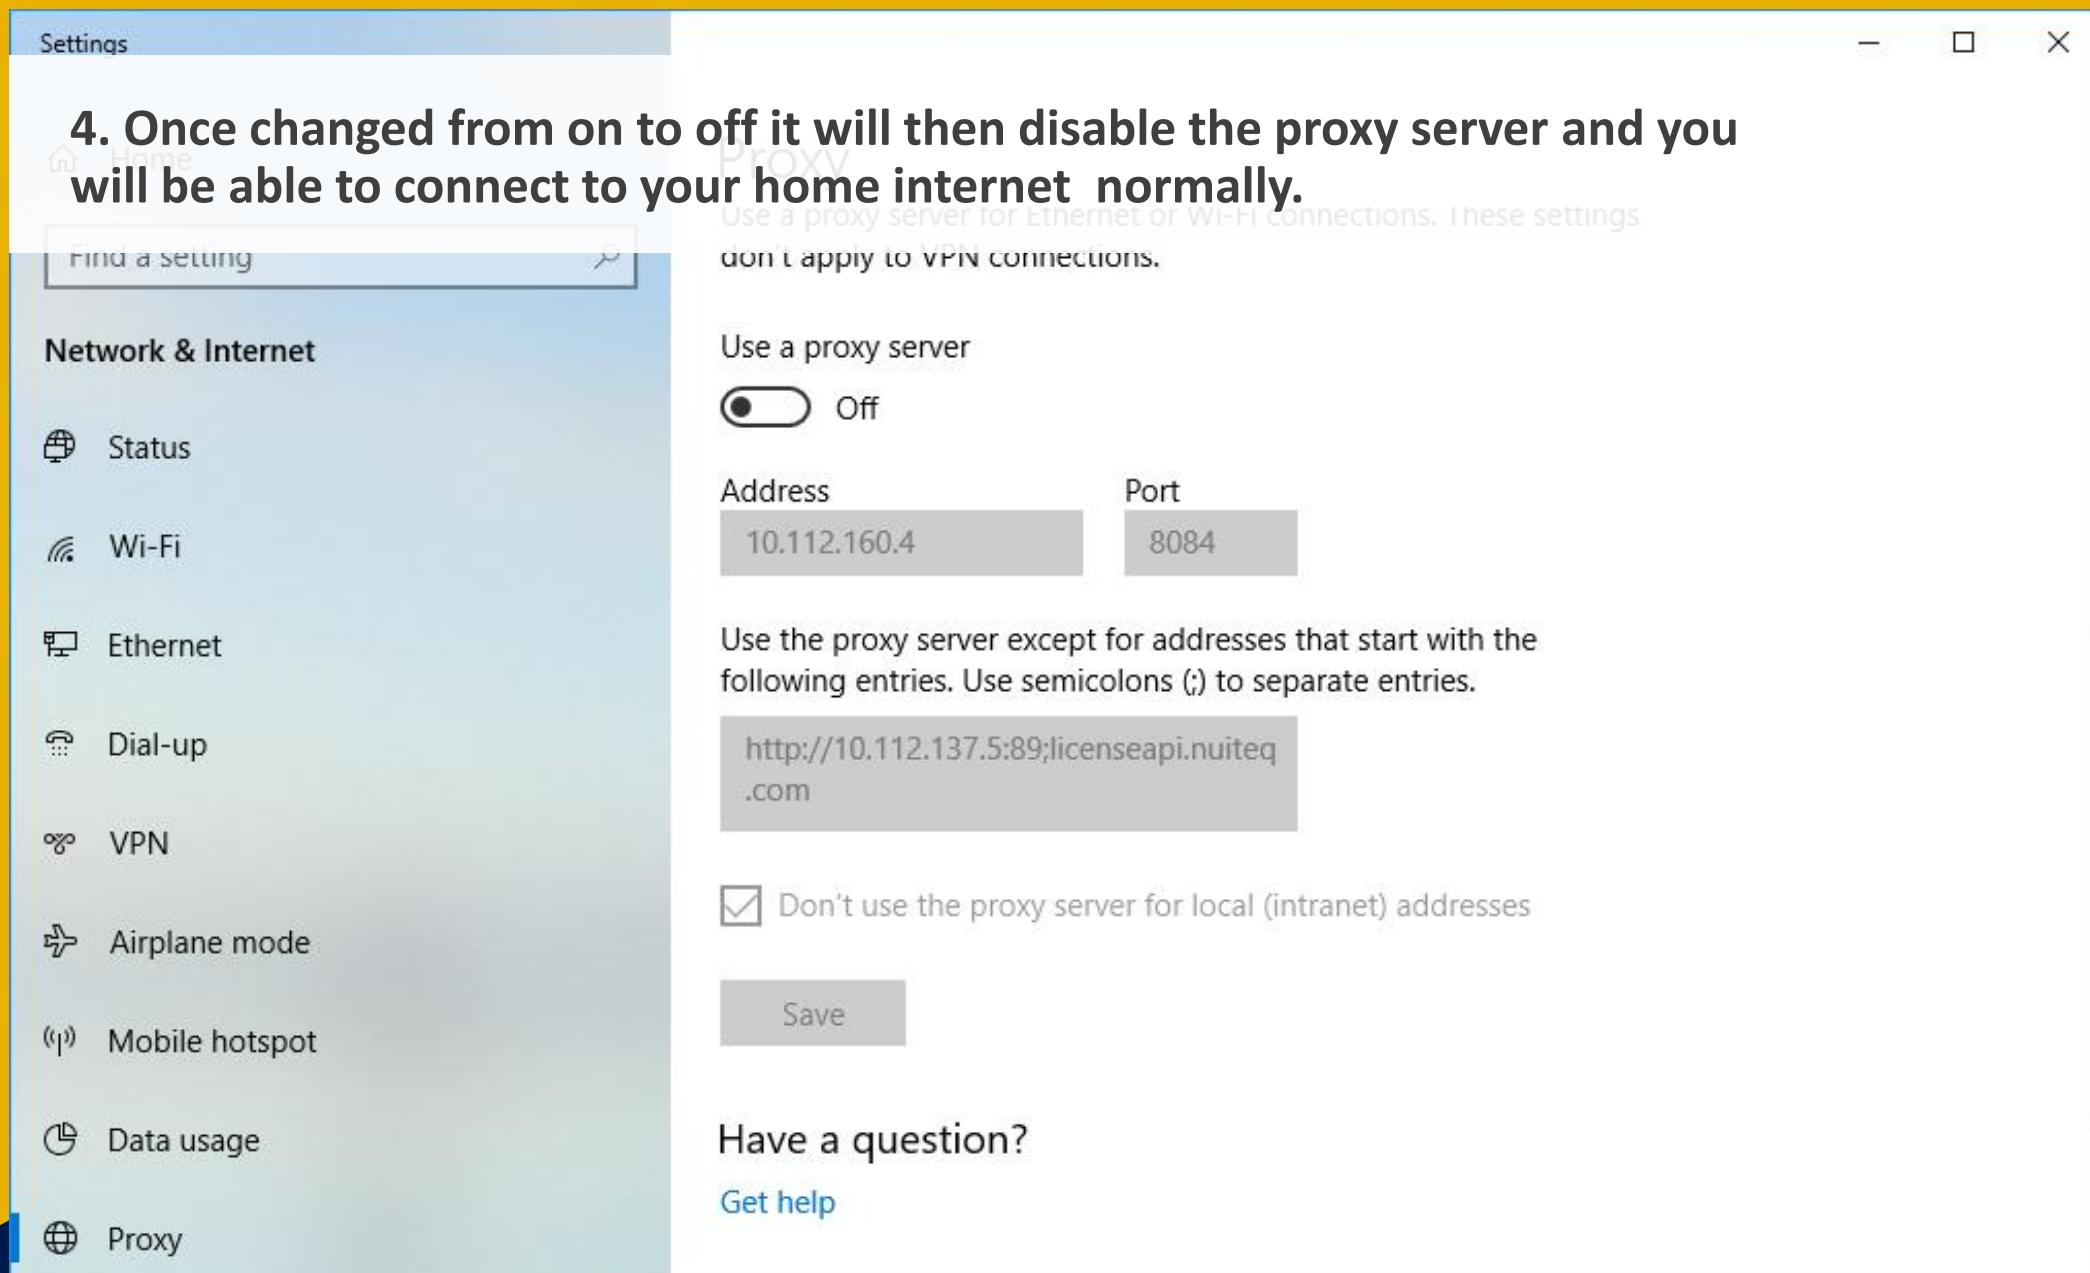 Settings
4. Once changed from on to off it will then disable the proxy server and you
will be able to connect to your home internet  normally.
Home
Find a setting
Network & Internet
Status
Wi-Fi
Ethernet
Dial-up
VPN
Airplane mode
Mobile hotspot
Data usage
Proxy
Proxy
Use a proxy server for Ethernet or Wi-Fi connections. These settings
don't apply to VPN connections.
Use a proxy server
Off
Address Port
10.112.160.4 8084
Use the proxy server except for addresses that start with the
following entries. Use semicolons (;) to separate entries.
http://10.112.137.5:89;licenseapi.nuiteq
.com
Don't use the proxy server for local (intranet) addresses
Save
Have a question?
Get help